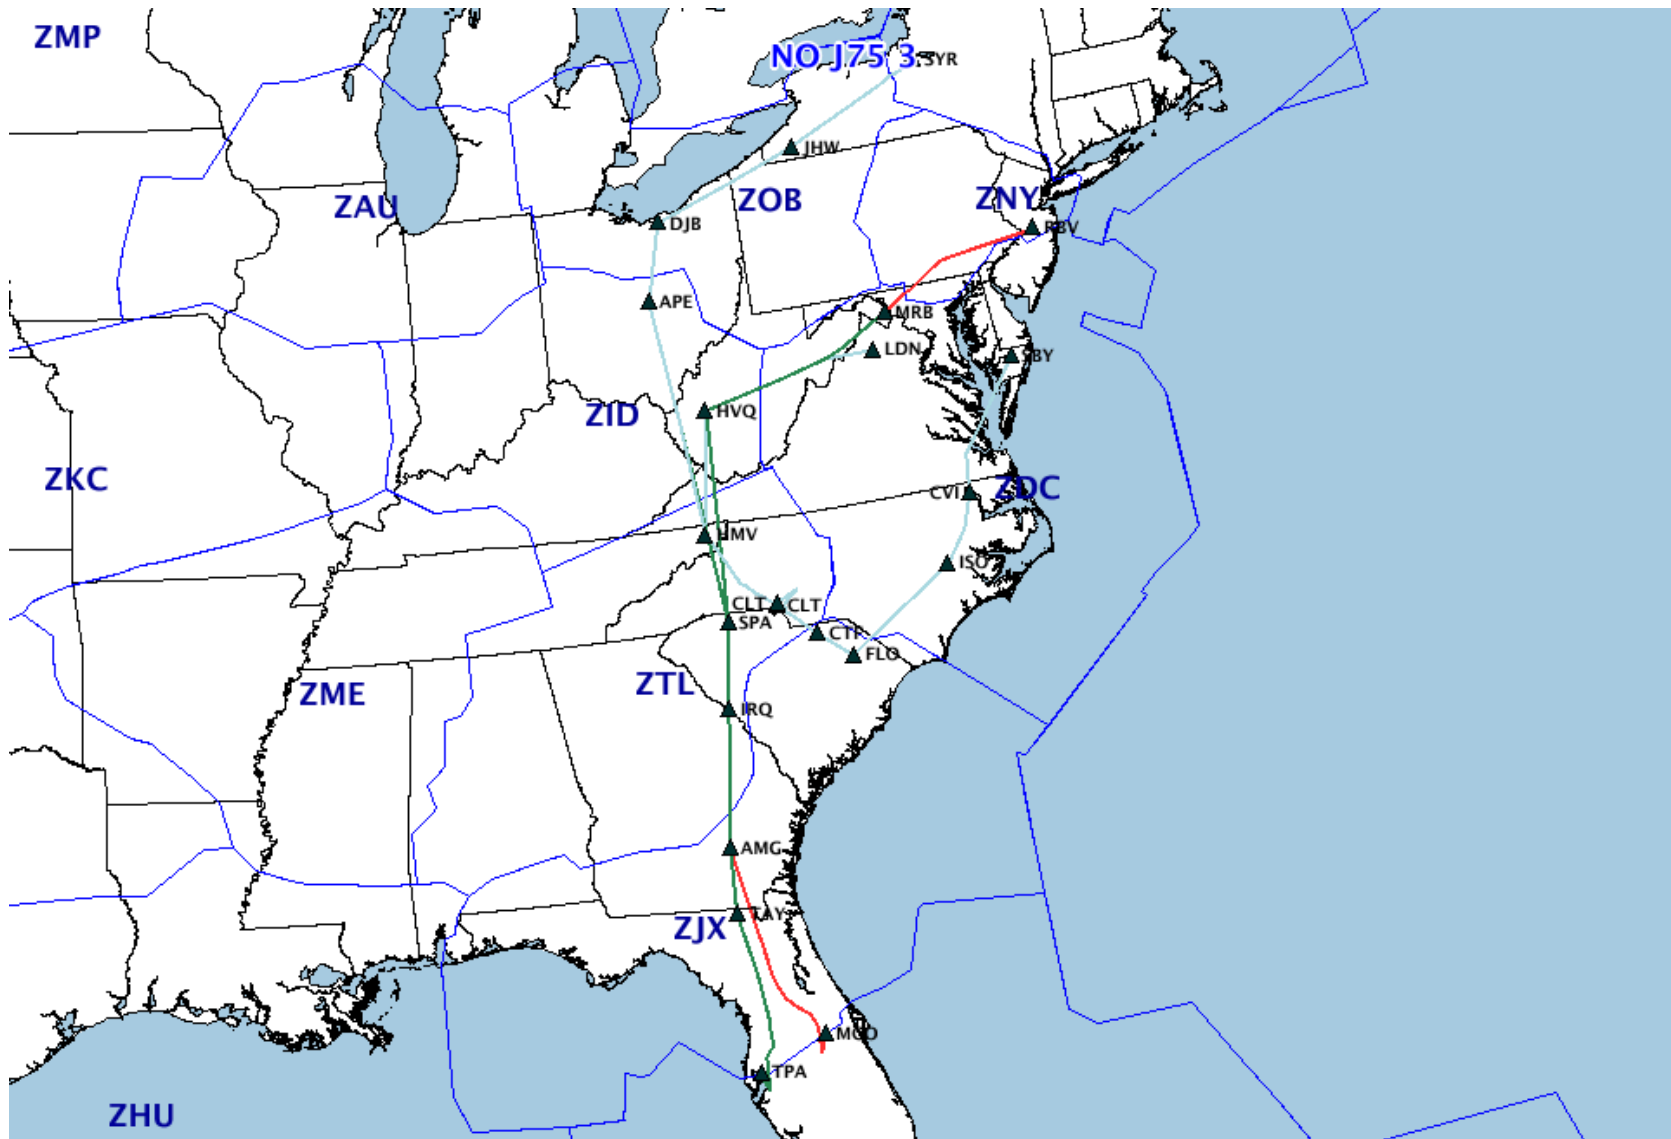 ZMP
NO J75 3
SYR
JHW
ZAU
ZOB
ZNY
DJB
RBV
APE
MRB
LDN
SBY
ZID
HVQ
ZKC
CVI
ZDC
HMV
ISO
CLT
CLT
SPA
CTF
FLO
ZTL
ZME
IRQ
AMG
TAY
ZJX
MCO
TPA
ZHU